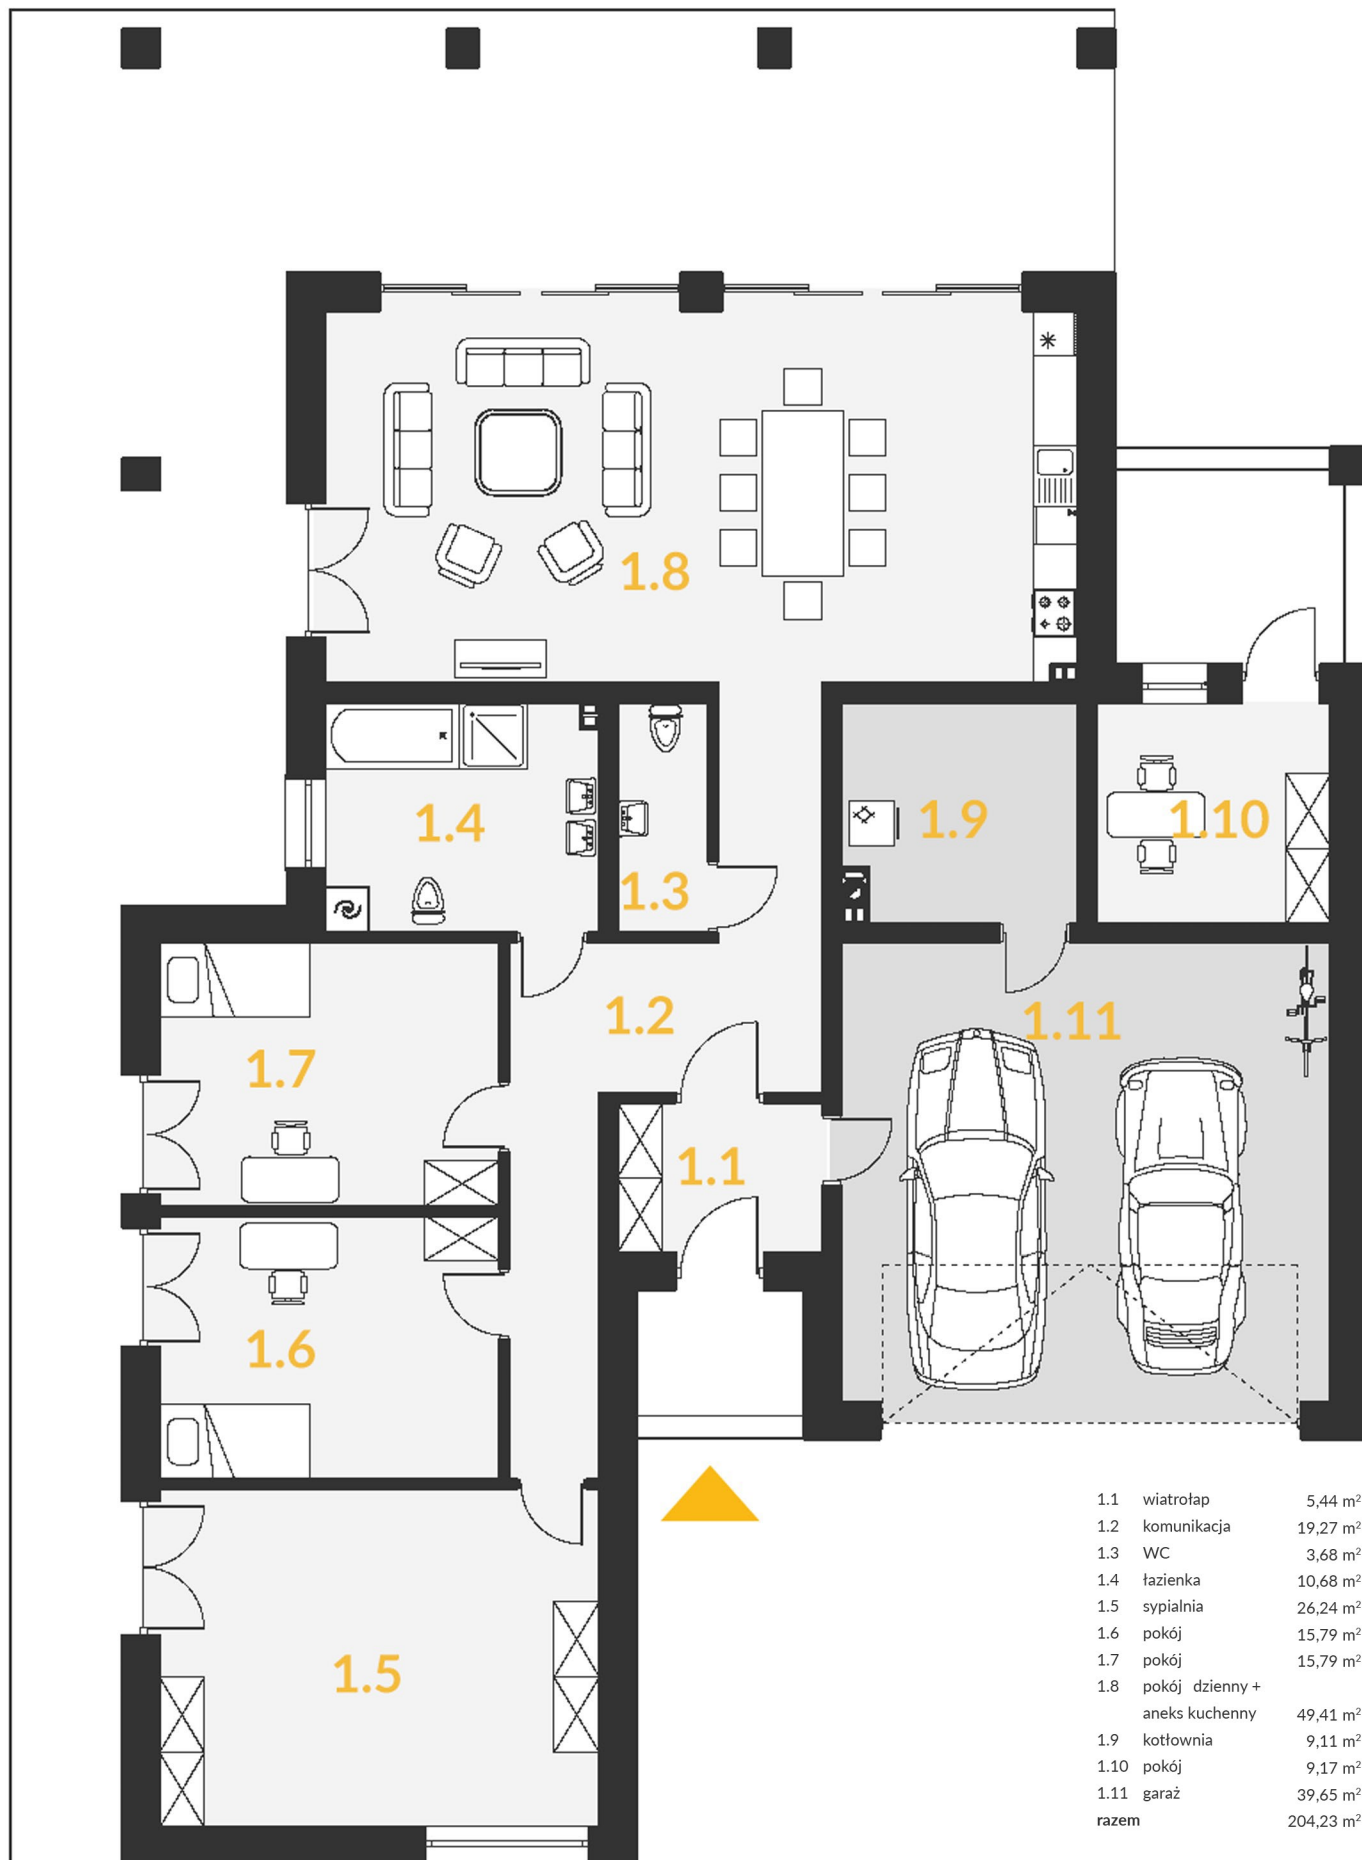 1.8
1.4
1.3
1.9
1.10
1.2
1.11
1.7
1.1
1.6
1.5
1.1 wiatrołap 5,44 m²
1.2 komunikacja 19,27 m²
1.3 WC 3,68 m²
1.4 łazienka 10,68 m²
1.5 sypialnia 26,24 m²
1.6 pokój 15,79 m²
1.7 pokój 15,79 m²
1.8 pokój dzienny +
aneks kuchenny 49,41 m²
1.9 kotłownia 9,11 m²
1.10 pokój 9,17 m²
1.11 garaż 39,65 m²
razem 204,23 m²